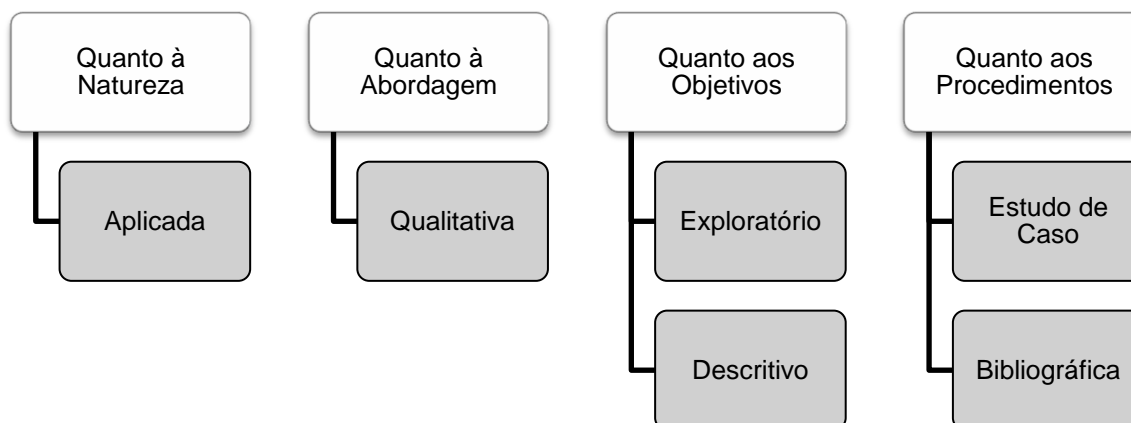 Quanto à
Natureza
Aplicada
Quanto à
Abordagem
Qualitativa
Quanto aos
Objetivos
Exploratório
Descritivo
Quanto aos
Procedimentos
Estudo de
Caso
Bibliográfica